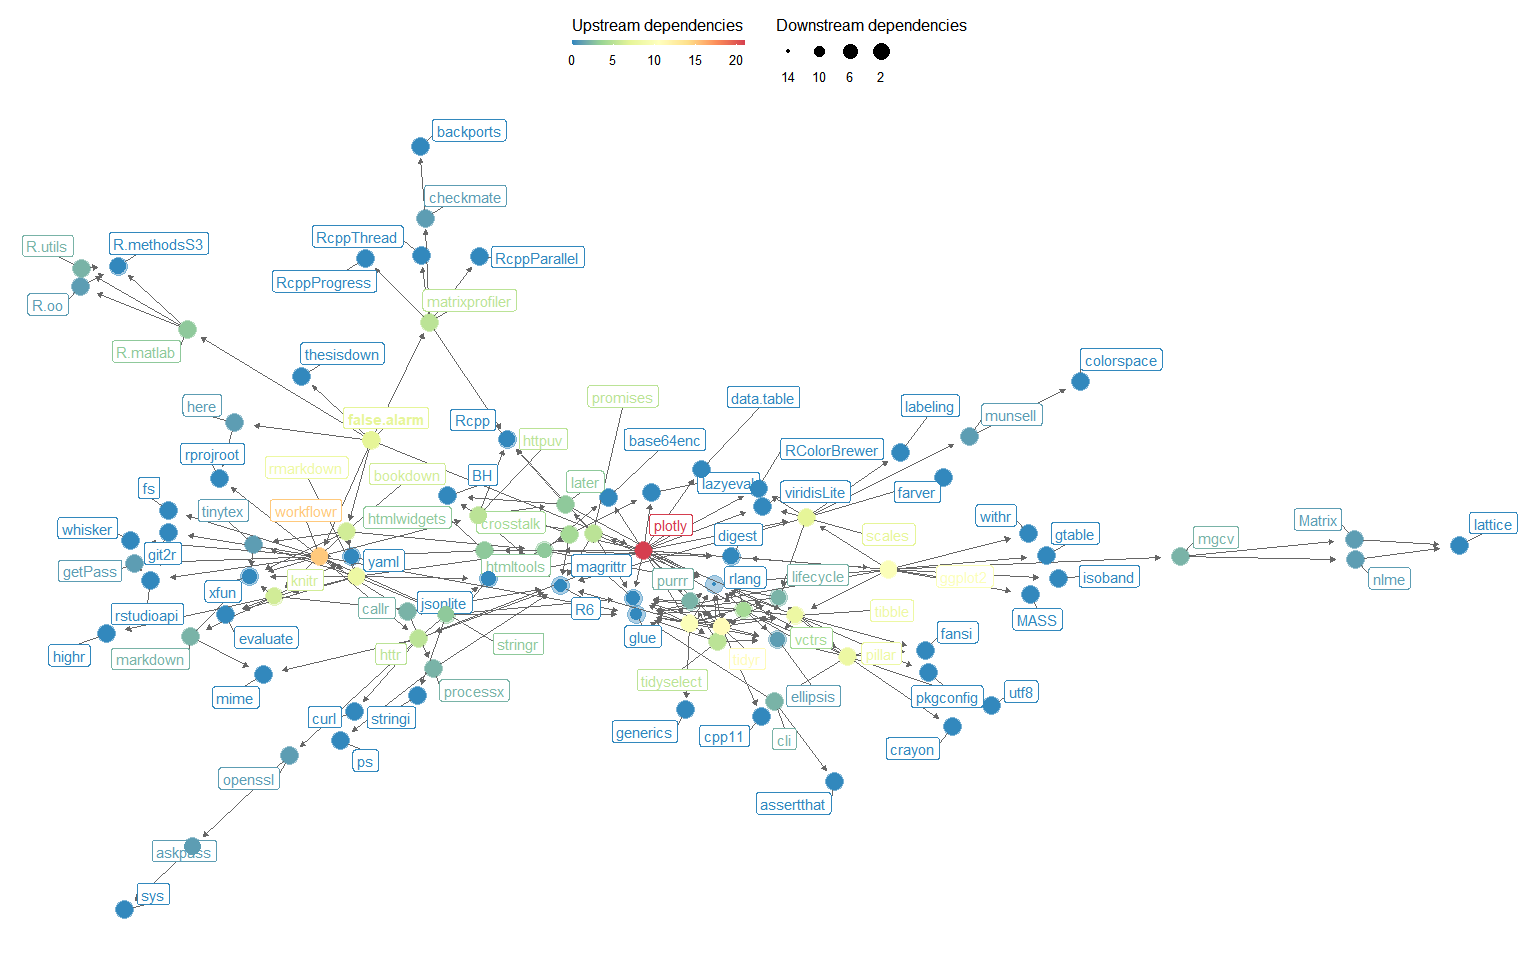 Upstream dependencies
Downstream dependencies
0 5 10 15 20
14 10 6 2
backports
checkmate
RcppThread
R.utils
R.methodsS3
RcppParallel
RcppProgress
matrixprofiler
R.oo
R.matlab
thesisdown
colorspace
promises
data.table
here
labeling
munsell
false.alarm
Rcpp
httpuv
base64enc
RColorBrewer
rprojroot
rmarkdown
bookdown
BH
later
lazyeval
viridisLite
farver
fs
tinytex
workflowr
htmlwidgets
crosstalk
plotly
withr
Matrix
lattice
whisker
digest
scales
gtable
mgcv
git2r
yaml
htmltools
magrittr
getPass
knitr
purrr
rlang
lifecycle
ggplot2
isoband
nlme
xfun
rstudioapi
callr
jsonlite
R6
tibble
MASS
evaluate
glue
vctrs
fansi
highr
markdown
httr
stringr
tidyr
pillar
tidyselect
mime
processx
ellipsis
pkgconfig
utf8
curl
stringi
generics
cpp11
cli
crayon
ps
openssl
assertthat
askpass
sys